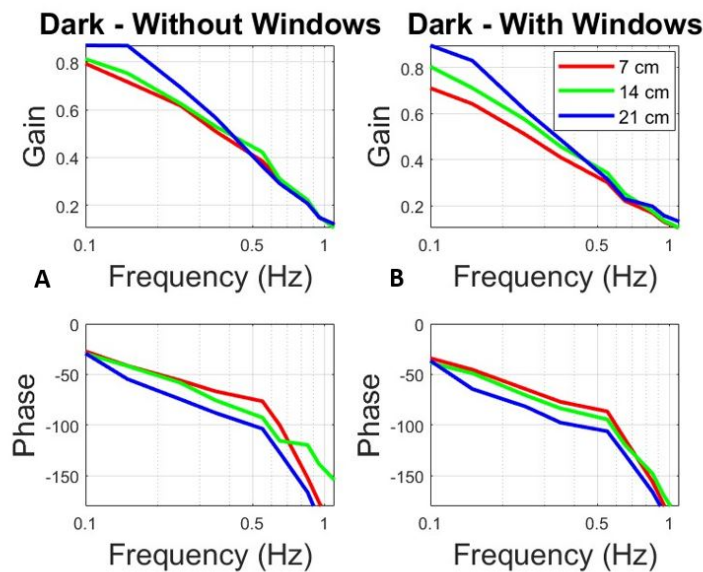 Dark - Without Windows
Dark - With Windows
Gain
0.8
0.6
0.4
0.2
0.1
0.5
1
Frequency (Hz)
A
Gain
0.8
0.6
0.4
0.2
7 cm
14 cm
21 cm
0.1
0.5
1
Frequency (Hz)
B
Phase
0
-50
-100
-150
0.1
0.5
1
Frequency (Hz)
Phase
0
-50
-100
-150
0.1
0.5
1
Frequency (Hz)